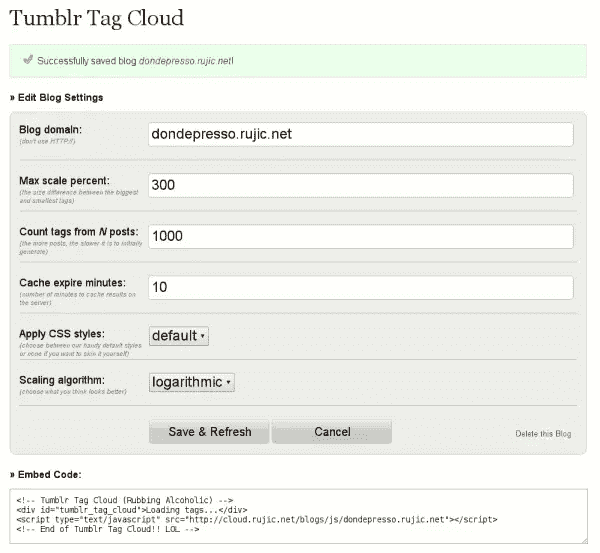 Tumblr Tag Cloud
Successfully saved blog dondepresso.rujic.net!
» Edit Blog Settings
Blog domain:
(don't use HTTP://)
dondepresso.rujic.net
Max scale percent:
(the size difference between the biggest
and smallest tags)
300
Count tags from N posts:
(the more posts, the slower it is to initially
generate)
1000
Cache expire minutes:
(number of minutes to cache results on
the server)
10
Apply CSS styles:
(choose between our handy default styles
or none if you want to skin it yourself)
default
Scaling algorithm:
(choose what you think looks better)
logarithmic
Save & Refresh
Cancel
Delete this Blog
» Embed Code:
<!-- Tumblr Tag Cloud (Rubbing Alcoholic) -->
<div id="tumblr_tag_cloud">Loading tags...</div>
<script type="text/javascript" src="http://cloud.rujic.net/blogs/js/dondepresso.rujic.net"></script>
<!-- End of Tumblr Tag Cloud!! LOL -->